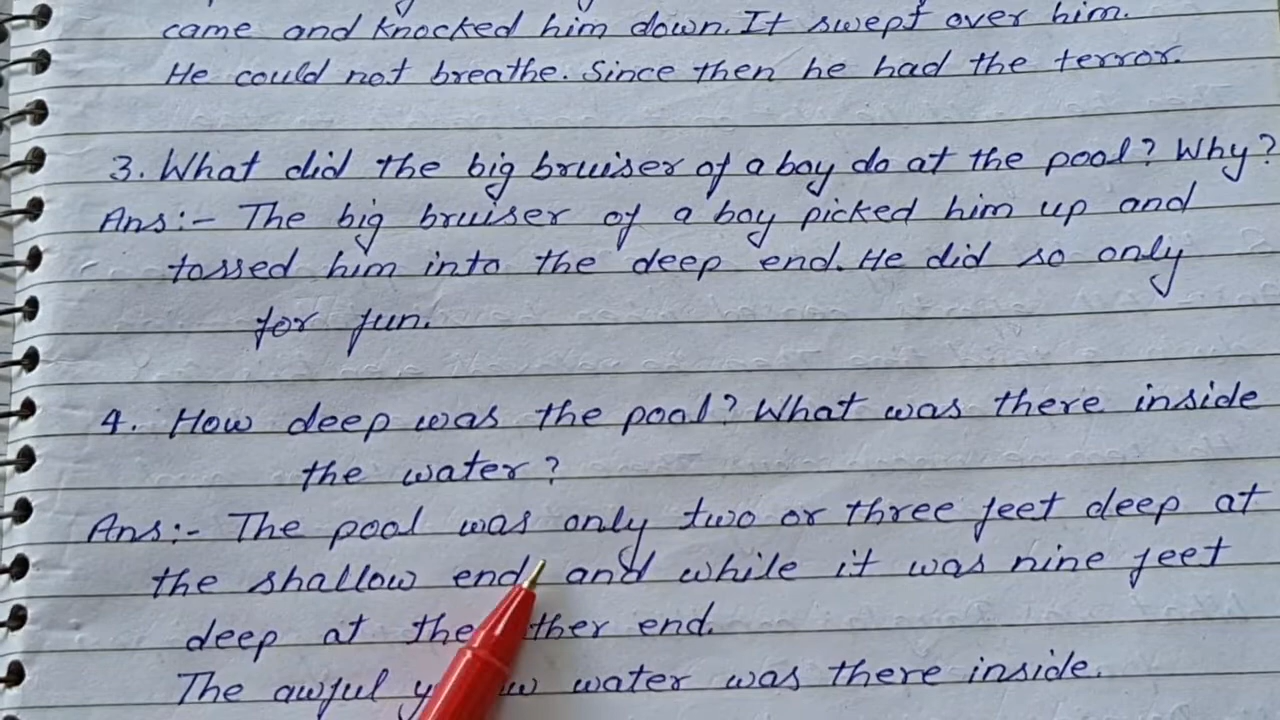 came and knocked him down. It swept over him.
He could not breathe. Since then he had the terror.
3. What did the big bruiser of a boy do at the pool? Why?
Ans:- The big bruiser of a boy picked him up and
tossed him into the deep end. He did so only
for fun.
4. How deep was the pool? What was there inside
the water?
Ans:- The pool was only two or three feet deep at
the shallow end and while it was nine feet
deep at the other end.
The awful water was there inside.